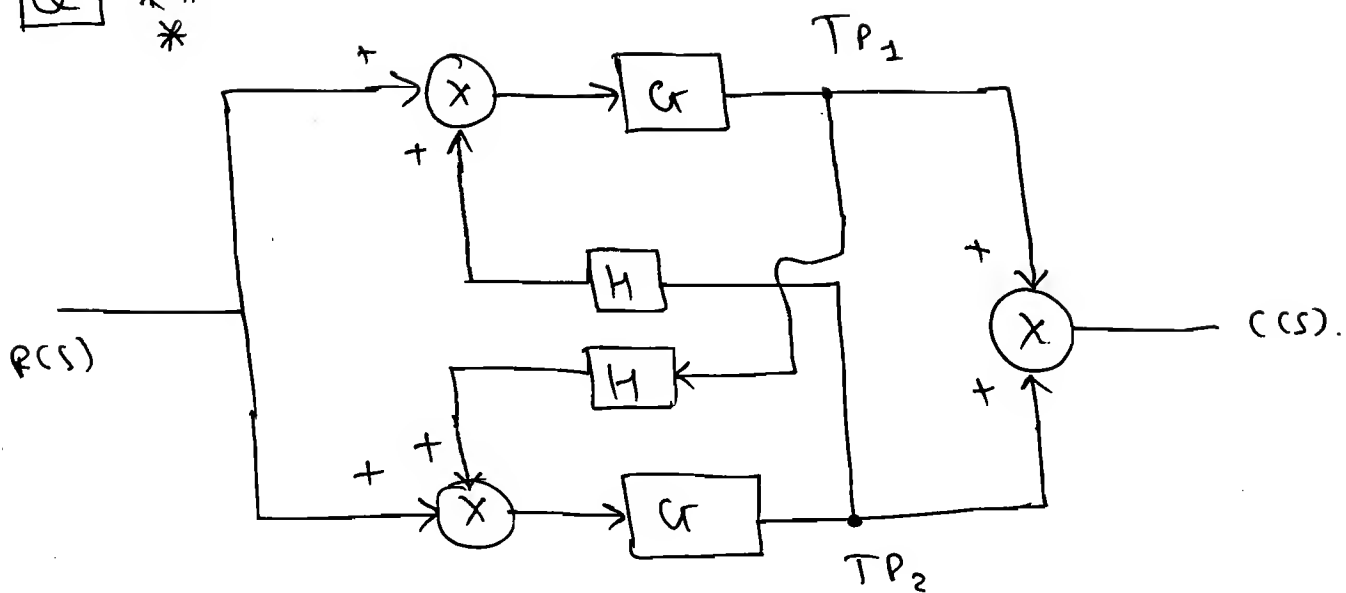 Q * "
*
+ TP₁
X G
+
H
+
R(S) X C(S).
H
+
+ +
X G
TP₂